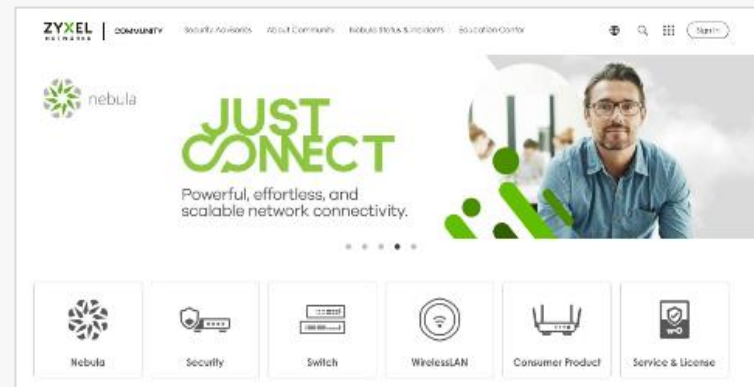 ZYXEL NETWORKS COMMUNITY Security Advisories About Community Nebula Status & Incidents Education Center Sign In
nebula
JUST
CONNECT
Powerful, effortless, and
scalable network connectivity.
Nebula Security Switch WirelessLAN Consumer Product Service & License